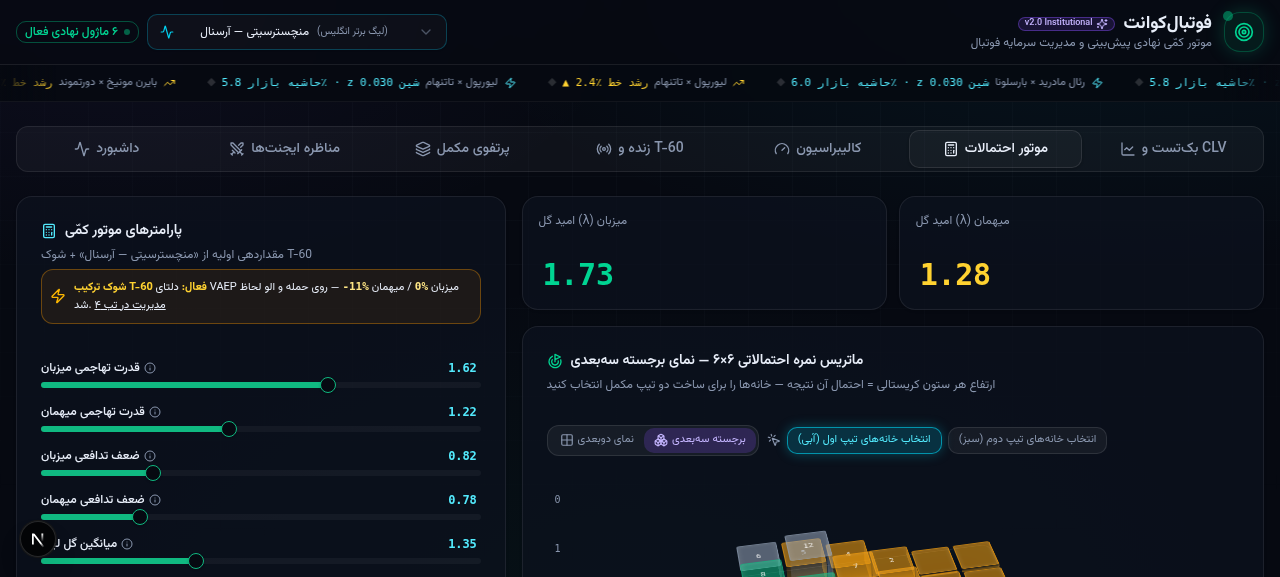 فوتبال‌کوانت v2.0 Institutional
موتور کمّی نهادی پیش‌بینی و مدیریت سرمایه فوتبال
منچسترسیتی — آرسنال (لیگ برتر انگلیس)
۶ ماژول نهادی فعال
حاشیه بازار 5.8٪
رئال مادرید × بارسلونا شین z 0.030 · حاشیه بازار 6.0٪
لیورپول × تاتنهام رشد خط 2.4٪ ▲
لیورپول × تاتنهام شین z 0.030 · حاشیه بازار 5.8٪
بایرن مونیخ × دورتموند رشد خط
CLV بک‌تست و
موتور احتمالات
کالیبراسیون
T-60 زنده و
پرتفوی مکمل
مناظره ایجنت‌ها
داشبورد
میهمان (λ) امید گل
1.28
میزبان (λ) امید گل
1.73
پارامترهای موتور کمّی
مقداردهی اولیه از «منچسترسیتی — آرسنال» + شوک T-60
شوک ترکیب T-60 فعال: دلتای VAEP روی حمله و الو لحاظ — میزبان 0% / میهمان -11%
شد. مدیریت در تب ۴
قدرت تهاجمی میزبان 1.62
قدرت تهاجمی میهمان 1.22
ضعف تدافعی میزبان 0.82
ضعف تدافعی میهمان 0.78
میانگین گل 1.35
ماتریس نمره احتمالاتی ۶×۶ — نمای برجسته سه‌بعدی
ارتفاع هر ستون کریستالی = احتمال آن نتیجه — خانه‌ها را برای ساخت دو تیپ مکمل انتخاب کنید
انتخاب خانه‌های تیپ دوم (سبز)
انتخاب خانه‌های تیپ اول (آبی)
برجسته سه‌بعدی
نمای دوبعدی
0
1
6
12
8
2
N